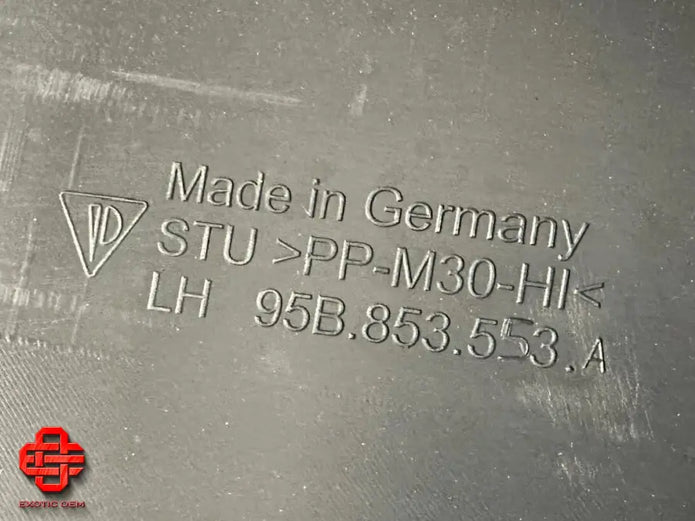 Made in Germany
STU >PP-M30-HI<
LH 95B.853.553.A
EXOTIC OEM